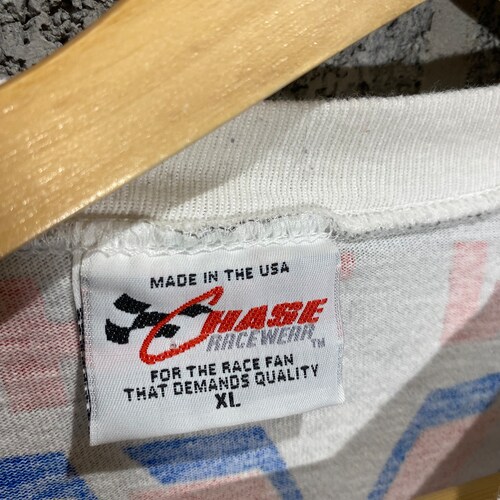 MADE IN THE USA
CHASE
RACEWEAR™
FOR THE RACE FAN
THAT DEMANDS QUALITY
XL